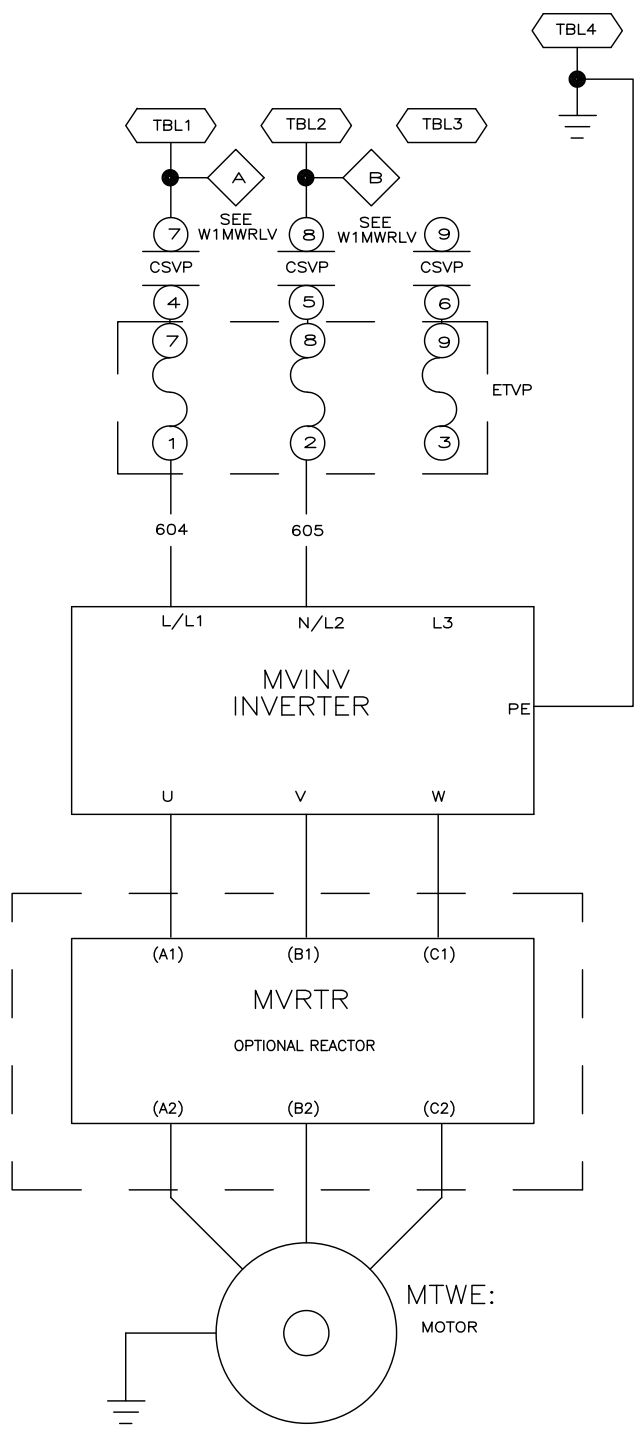 TBL4
TBL1 TBL2 TBL3
A B
SEE
W1MWRLV
SEE
W1MWRLV
7 8 9
CSVP CSVP CSVP
4 5 6
7 8 9
ETVP
1 2 3
604 605
L/L1 N/L2 L3
MVINV
INVERTER
PE
U V W
(A1) (B1) (C1)
MVRTR
OPTIONAL REACTOR
(A2) (B2) (C2)
MTWE:
MOTOR